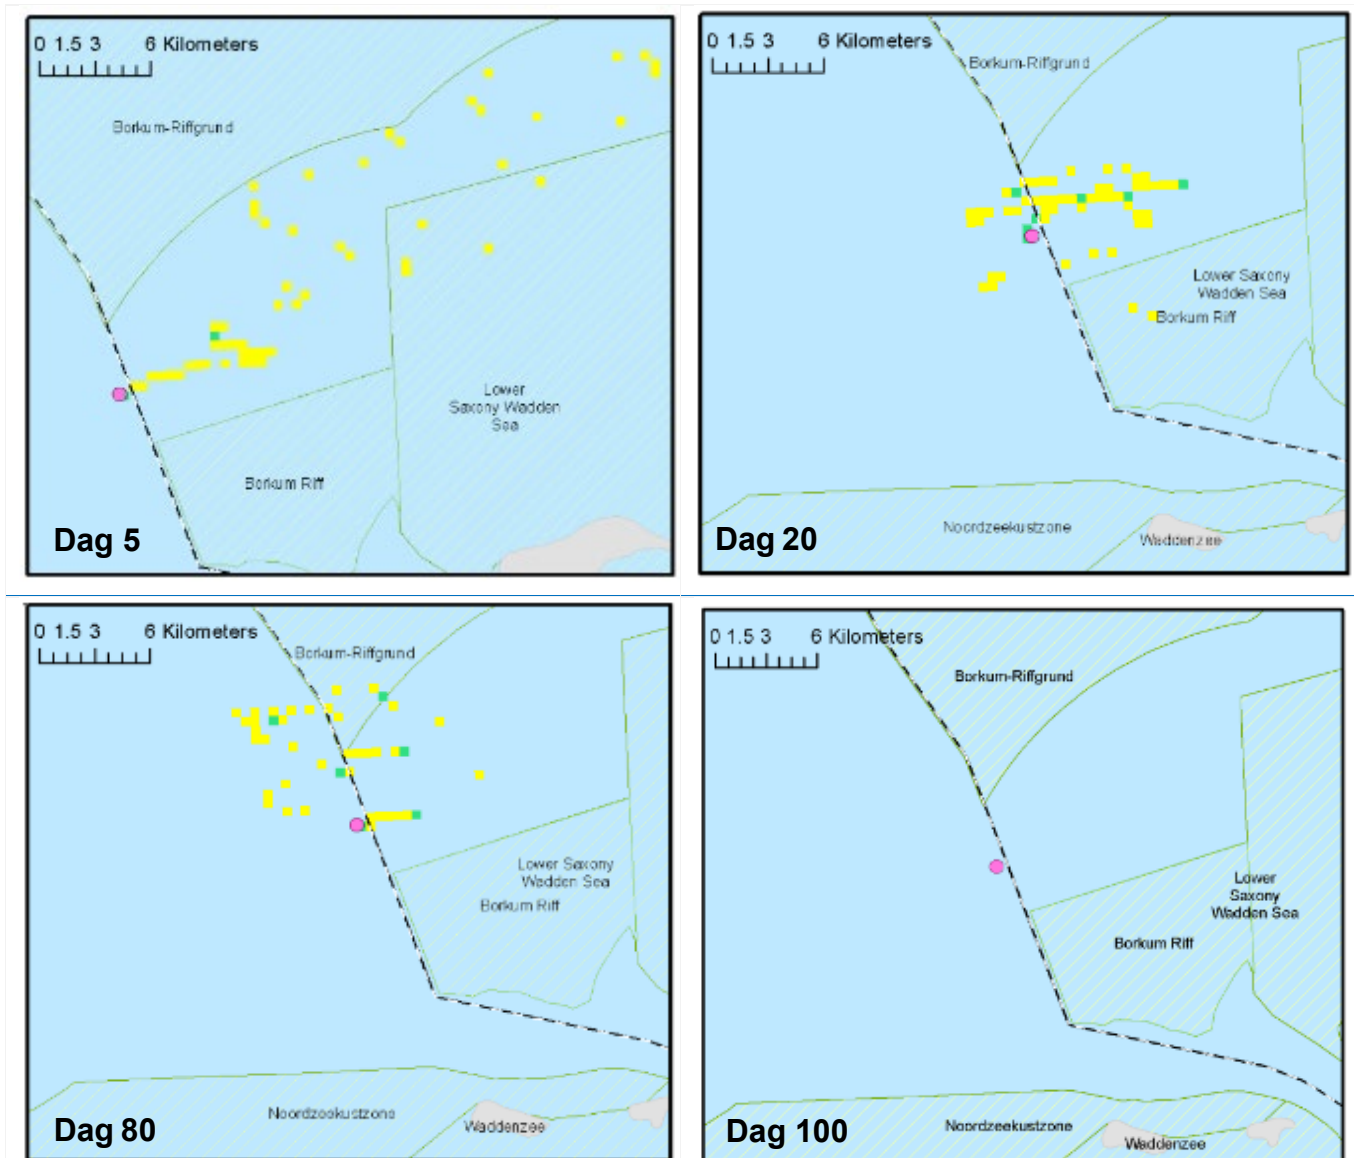 0 1.5 3 6 Kilometers
Borkum-Riffgrund
Lower
Saxony Wadden
Sea
Borkum Riff
Dag 5
0 1.5 3 6 Kilometers
Borkum-Riffgrund
Lower Saxony
Wadden Sea
Borkum Riff
Noordzeekustzone
Waddenzee
Dag 20
0 1.5 3 6 Kilometers
Borkum-Riffgrund
Lower Saxony
Wadden Sea
Borkum Riff
Noordzeekustzone
Waddenzee
Dag 80
0 1.5 3 6 Kilometers
Borkum-Riffgrund
Lower
Saxony
Wadden Sea
Borkum Riff
Noordzeekustzone
Waddenzee
Dag 100